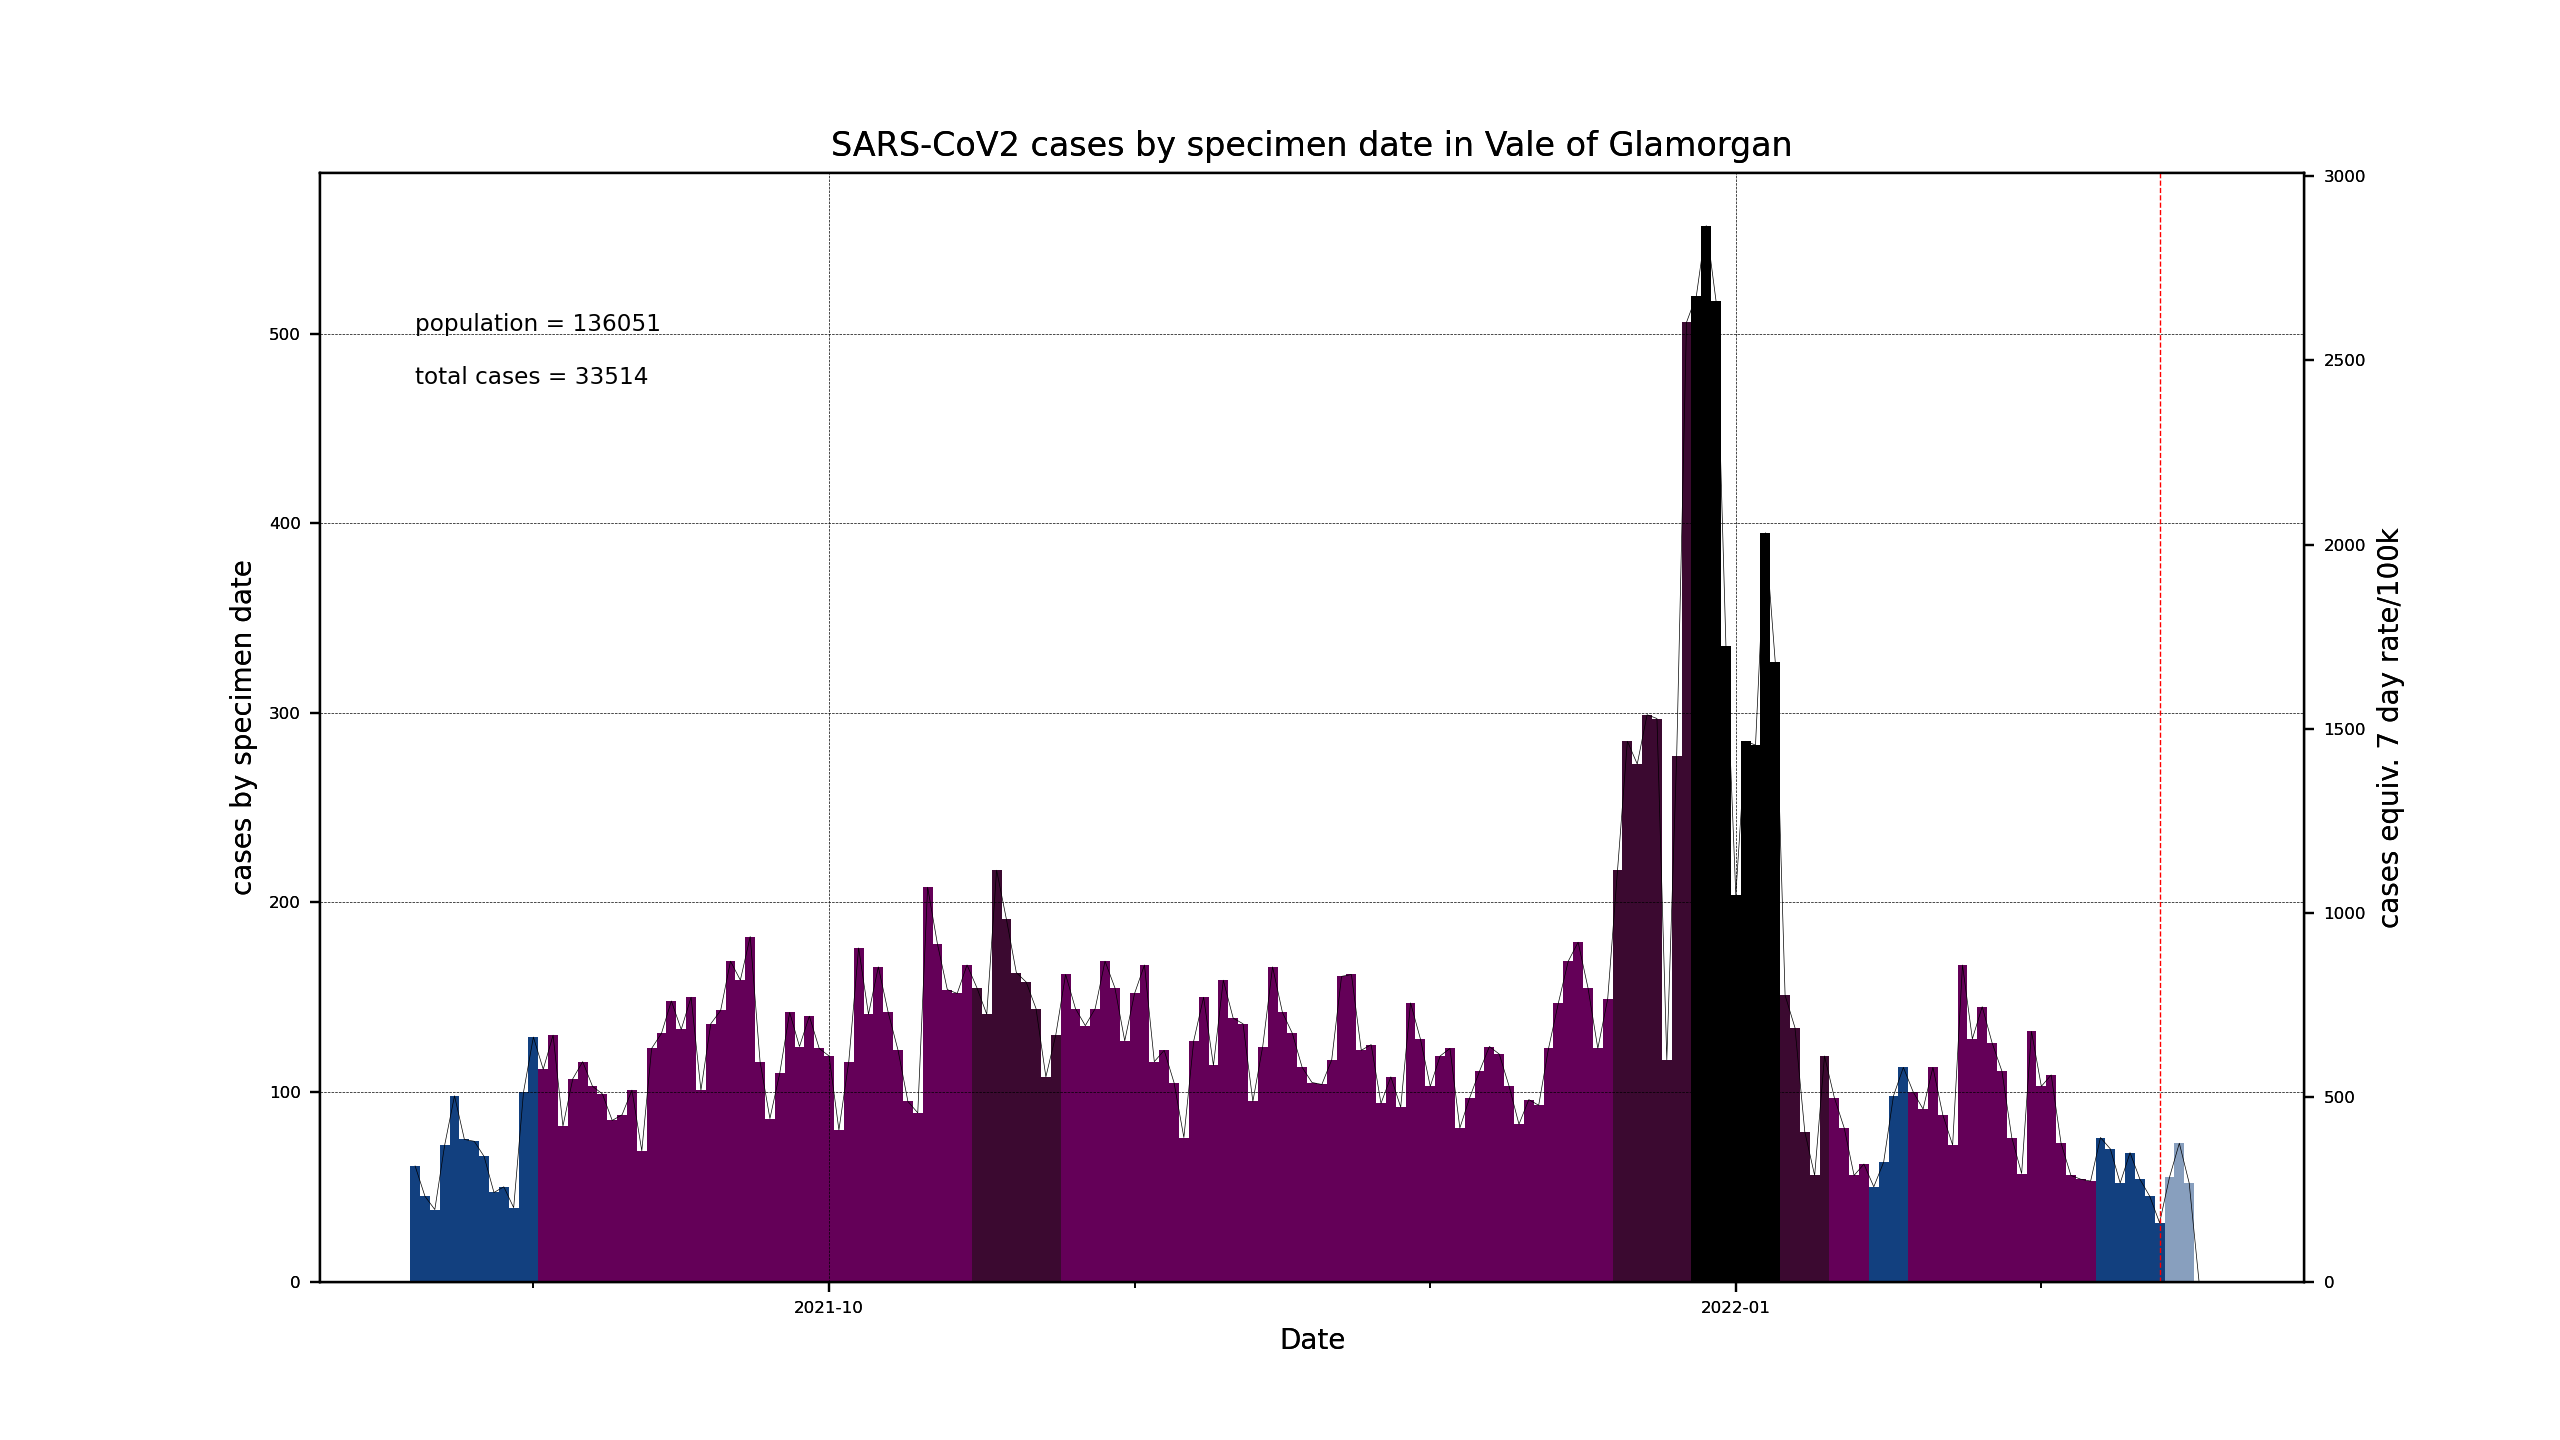 SARS-CoV2 cases by specimen date in Vale of Glamorgan
population = 136051
total cases = 33514
cases by specimen date
500
400
300
200
100
0
3000
2500
2000
1500
1000
500
0
cases equiv. 7 day rate/100k
2021-10
2022-01
Date